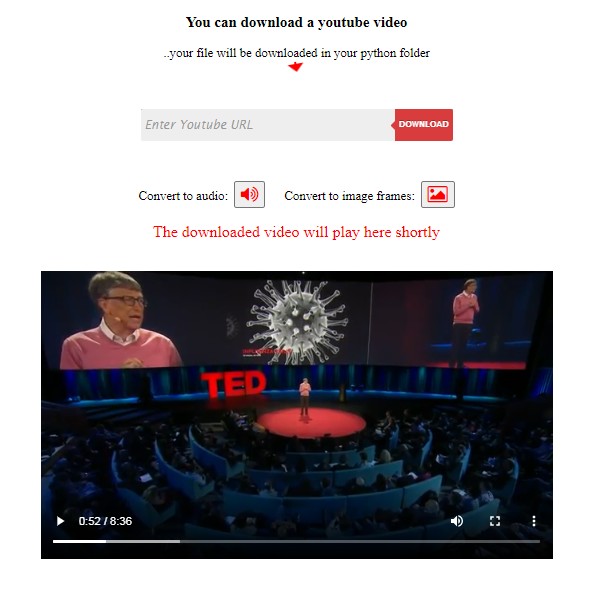 You can download a youtube video
..your file will be downloaded in your python folder
Enter Youtube URL
DOWNLOAD
Convert to audio:
Convert to image frames:
The downloaded video will play here shortly
TED
0:52 / 8:36